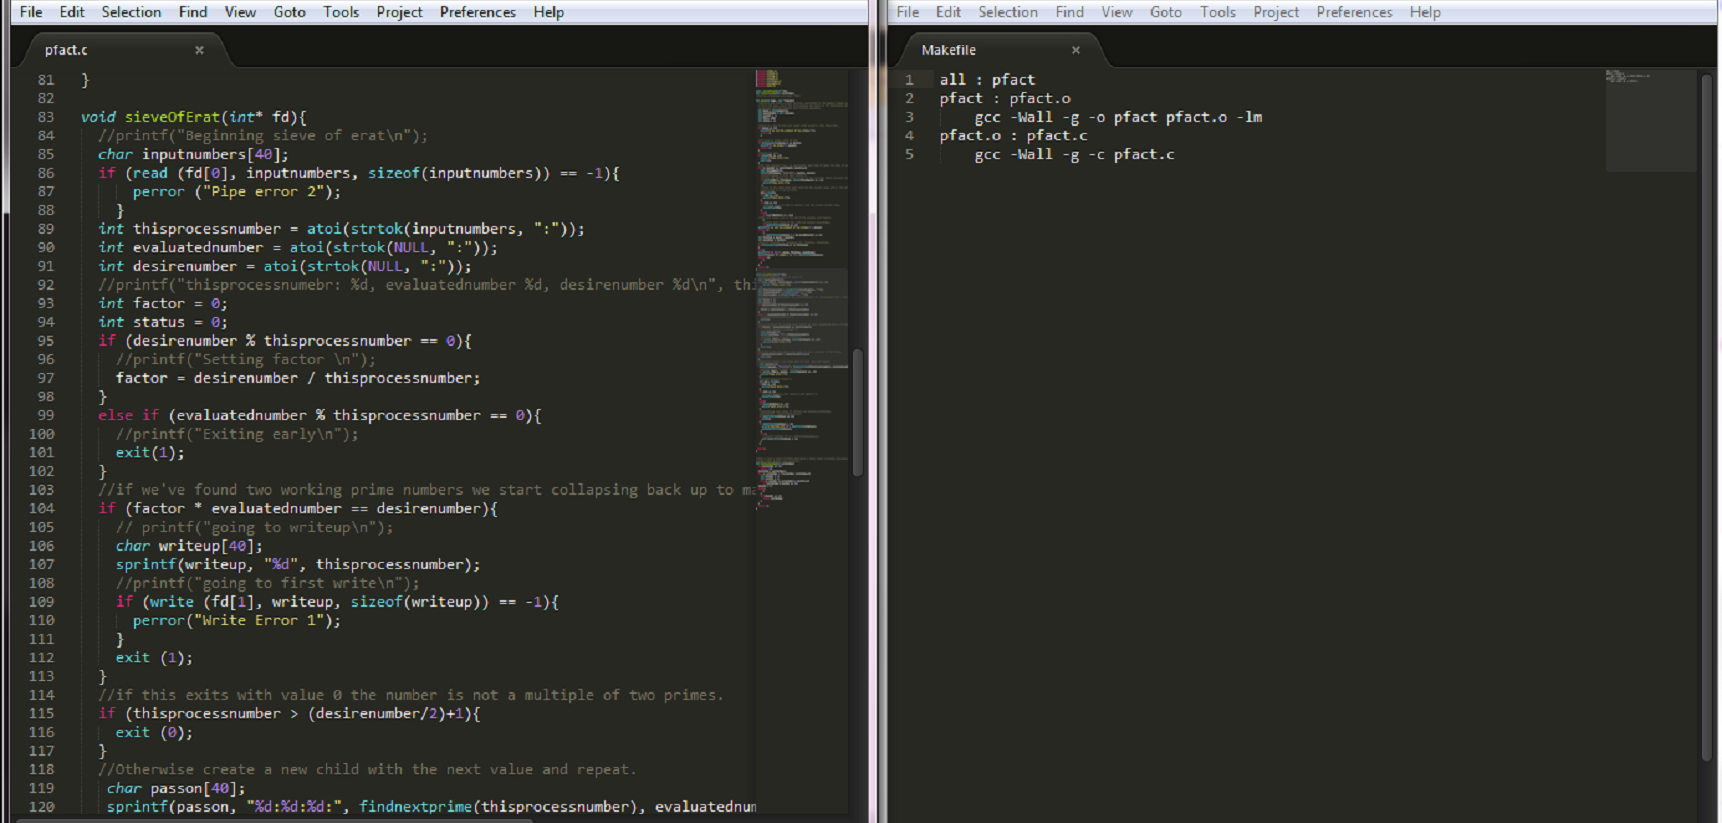 File Edit Selection Find View Goto Tools Project Preferences Help
pfact.c ×
81 }
82
83 void sieveOfErat(int* fd){
84 //printf("Beginning sieve of erat\n");
85 char inputnumbers[40];
86 if (read (fd[0], inputnumbers, sizeof(inputnumbers)) == -1){
87 perror ("Pipe error 2");
88 }
89 int thisprocessnumber = atoi(strtok(inputnumbers, ":"));
90 int evaluatednumber = atoi(strtok(NULL, ":"));
91 int desirenumber = atoi(strtok(NULL, ":"));
92 //printf("thisprocessnumebr: %d, evaluatednumber %d, desirenumber %d\n", thi
93 int factor = 0;
94 int status = 0;
95 if (desirenumber % thisprocessnumber == 0){
96 //printf("Setting factor \n");
97 factor = desirenumber / thisprocessnumber;
98 }
99 else if (evaluatednumber % thisprocessnumber == 0){
100 //printf("Exiting early\n");
101 exit(1);
102 }
103 //if we've found two working prime numbers we start collapsing back up to ma
104 if (factor * evaluatednumber == desirenumber){
105 // printf("going to writeup\n");
106 char writeup[40];
107 sprintf(writeup, "%d", thisprocessnumber);
108 //printf("going to first write\n");
109 if (write (fd[1], writeup, sizeof(writeup)) == -1){
110 perror("Write Error 1");
111 }
112 exit (1);
113 }
114 //if this exits with value 0 the number is not a multiple of two primes.
115 if (thisprocessnumber > (desirenumber/2)+1){
116 exit (0);
117 }
118 //Otherwise create a new child with the next value and repeat.
119 char passon[40];
120 sprintf(passon, "%d:%d:%d:", findnextprime(thisprocessnumber), evaluatednum
File Edit Selection Find View Goto Tools Project Preferences Help
Makefile ×
1 all : pfact
2 pfact : pfact.o
3 gcc -Wall -g -o pfact pfact.o -lm
4 pfact.o : pfact.c
5 gcc -Wall -g -c pfact.c